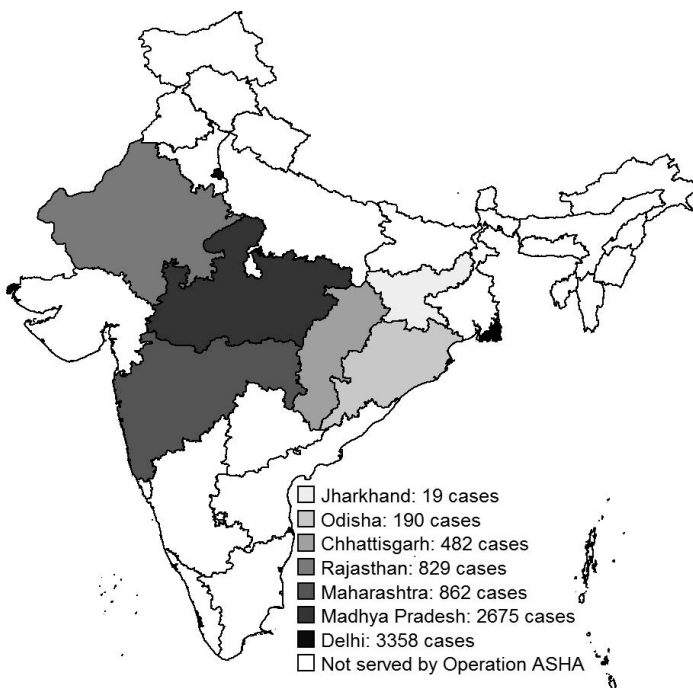 Jharkhand: 19 cases
Odisha: 190 cases
Chhattisgarh: 482 cases
Rajasthan: 829 cases
Maharashtra: 862 cases
Madhya Pradesh: 2675 cases
Delhi: 3358 cases
Not served by Operation ASHA